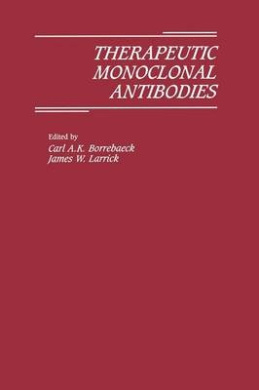 THERAPEUTIC
MONOCLONAL
ANTIBODIES
Edited by
Carl A.K. Borrebaeck
James W. Larrick